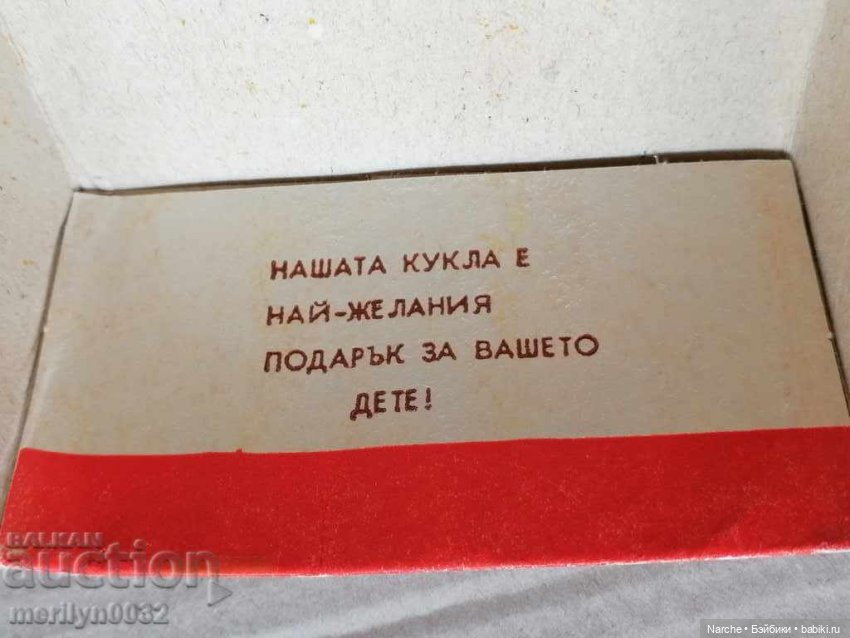 НАШАТА КУКЛА Е
НАЙ-ЖЕЛАНИЯ
ПОДАРЪК ЗА ВАШЕТО
ДЕТЕ!
BALKAN
auction
merilyn0032
Narche • Бэйбики • babiki.ru